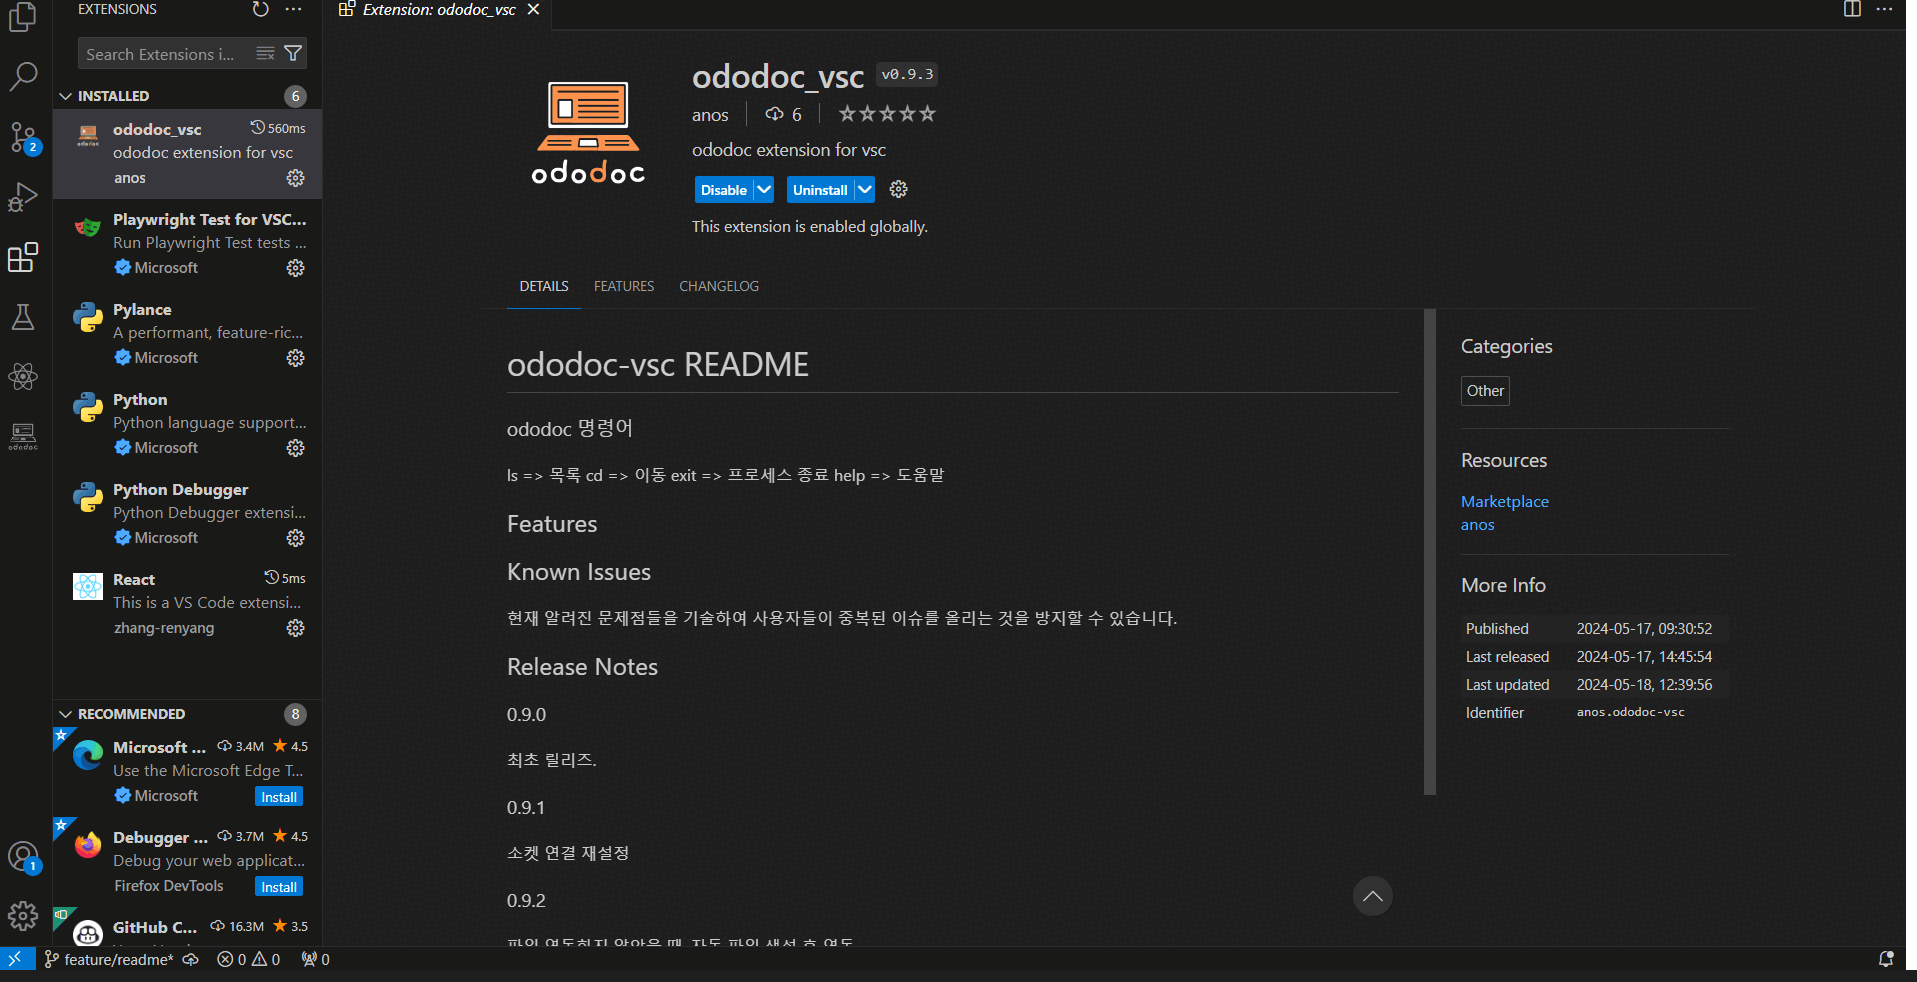 EXTENSIONS
Extension: ododoc_vsc
Search Extensions i...
INSTALLED 6
ododoc_vsc 560ms
ododoc extension for vsc
anos
2
Playwright Test for VSC...
Run Playwright Test tests ...
Microsoft
Pylance
A performant, feature-ric...
Microsoft
Python
Python language support...
Microsoft
Python Debugger
Python Debugger extensi...
Microsoft
React 5ms
This is a VS Code extensi...
zhang-renyang
ododoc
RECOMMENDED 8
Microsoft ... 3.4M 4.5
Use the Microsoft Edge T...
Microsoft Install
Debugger ... 3.7M 4.5
Debug your web applicat...
Firefox DevTools Install
1
GitHub C... 16.3M 3.5
ododoc
ododoc_vsc v0.9.3
anos 6
ododoc extension for vsc
Disable Uninstall
This extension is enabled globally.
DETAILS FEATURES CHANGELOG
ododoc-vsc README
ododoc 명령어
ls => 목록 cd => 이동 exit => 프로세스 종료 help => 도움말
Features
Known Issues
현재 알려진 문제점들을 기술하여 사용자들이 중복된 이슈를 올리는 것을 방지할 수 있습니다.
Release Notes
0.9.0
최초 릴리즈.
0.9.1
소켓 연결 재설정
0.9.2
Categories
Other
Resources
Marketplace
anos
More Info
Published 2024-05-17, 09:30:52
Last released 2024-05-17, 14:45:54
Last updated 2024-05-18, 12:39:56
Identifier anos.ododoc-vsc
feature/readme* 0 0 0